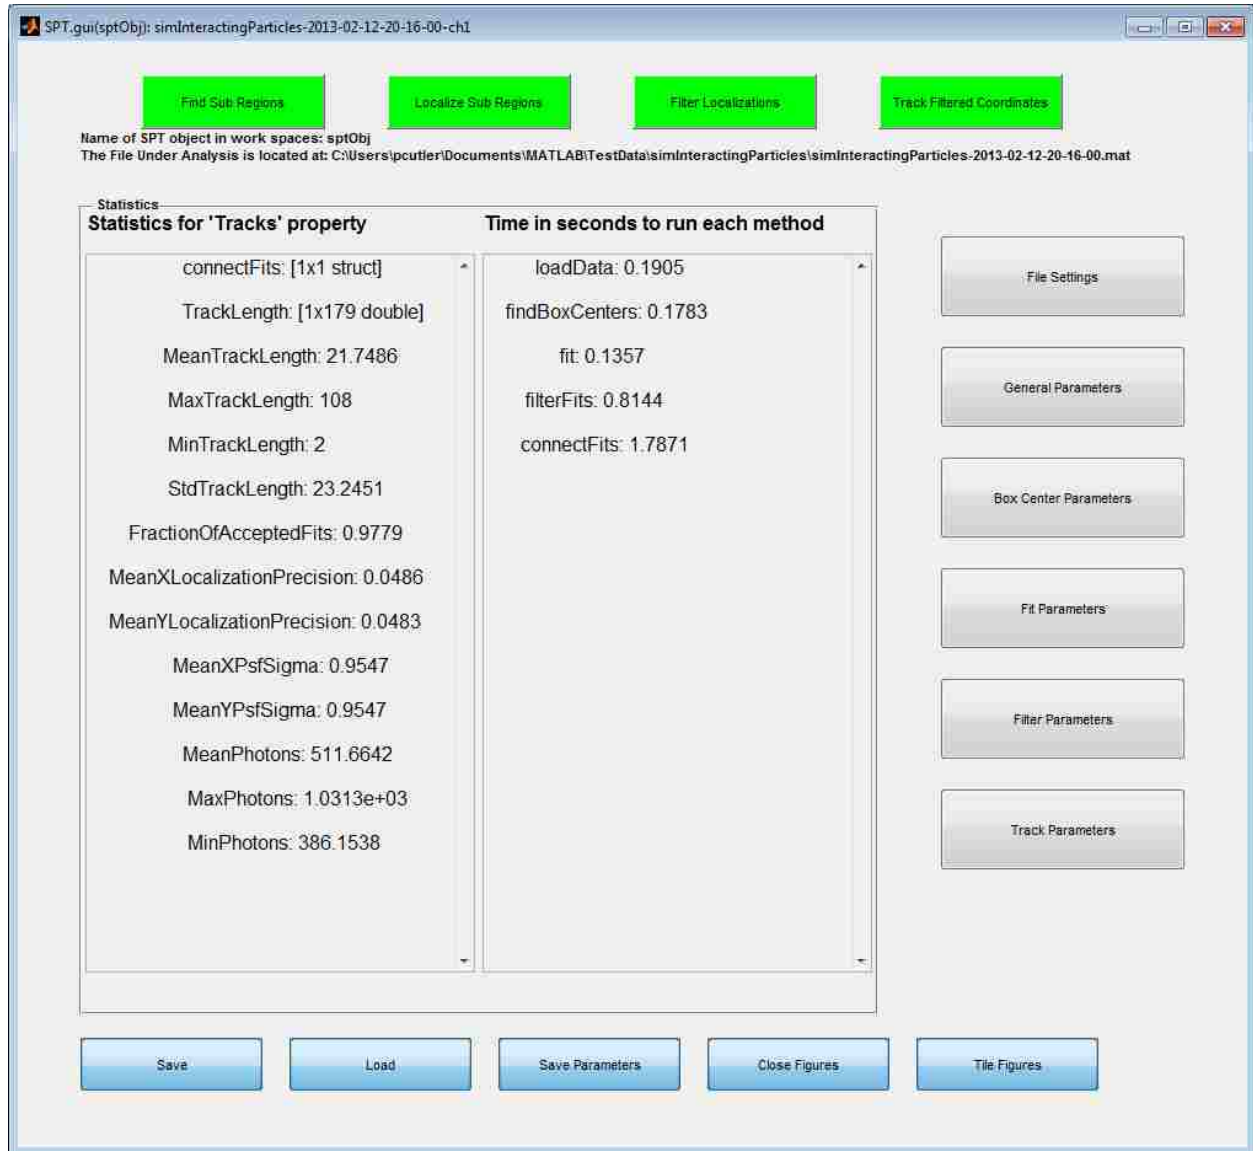 SPT.gui(sptObj): simInteractingParticles-2013-02-12-20-16-00-ch1
Find Sub Regions
Localize Sub Regions
Filter Localizations
Track Filtered Coordinates
Name of SPT object in work spaces: sptObj
The File Under Analysis is located at: C:\Users\pcutler\Documents\MATLAB\TestData\simInteractingParticles\simInteractingParticles-2013-02-12-20-16-00.mat
Statistics
Statistics for 'Tracks' property
connectFits: [1x1 struct]
TrackLength: [1x179 double]
MeanTrackLength: 21.7486
MaxTrackLength: 108
MinTrackLength: 2
StdTrackLength: 23.2451
FractionOfAcceptedFits: 0.9779
MeanXLocalizationPrecision: 0.0486
MeanYLocalizationPrecision: 0.0483
MeanXPsfSigma: 0.9547
MeanYPsfSigma: 0.9547
MeanPhotons: 511.6642
MaxPhotons: 1.0313e+03
MinPhotons: 386.1538
Time in seconds to run each method
loadData: 0.1905
findBoxCenters: 0.1783
fit: 0.1357
filterFits: 0.8144
connectFits: 1.7871
File Settings
General Parameters
Box Center Parameters
Fit Parameters
Filter Parameters
Track Parameters
Save
Load
Save Parameters
Close Figures
Tile Figures